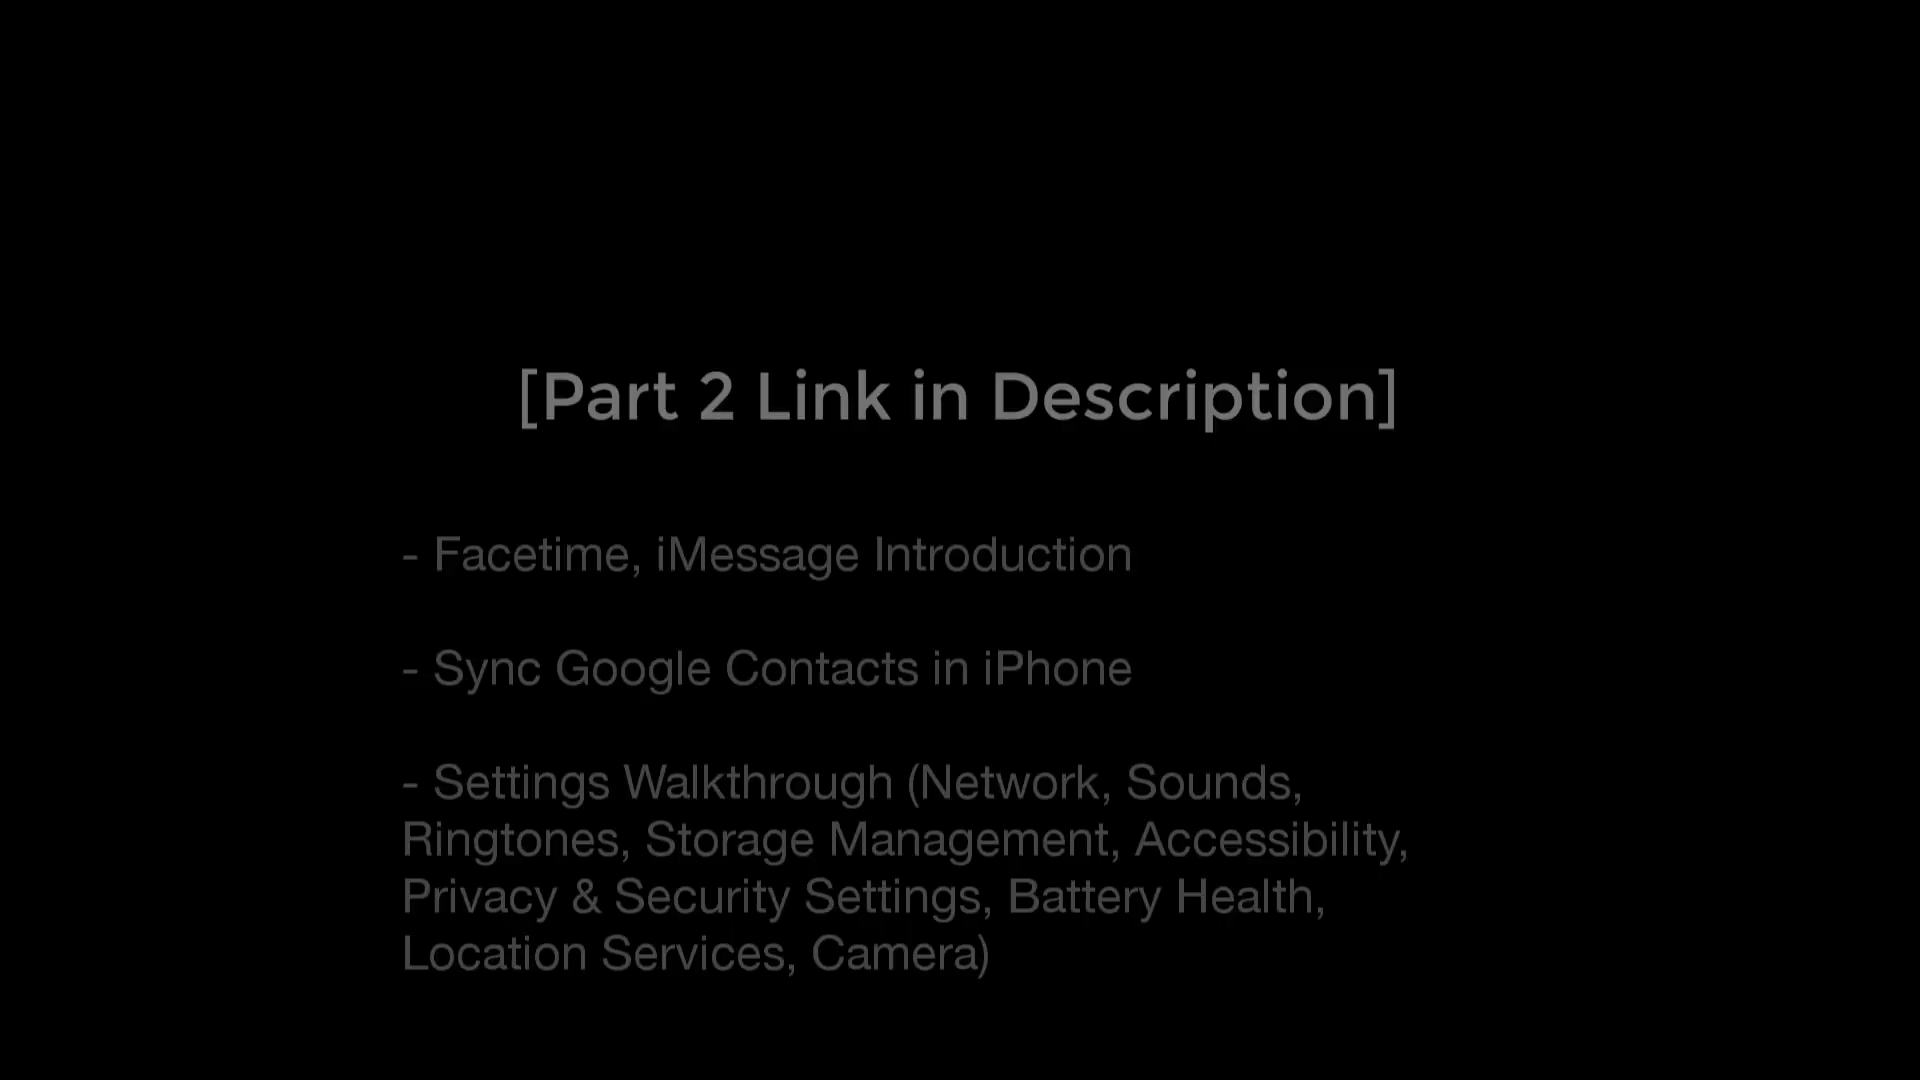 [Part 2 Link in Description]
- Facetime, iMessage Introduction
- Sync Google Contacts in iPhone
- Settings Walkthrough (Network, Sounds,
Ringtones, Storage Management, Accessibility,
Privacy & Security Settings, Battery Health,
Location Services, Camera)